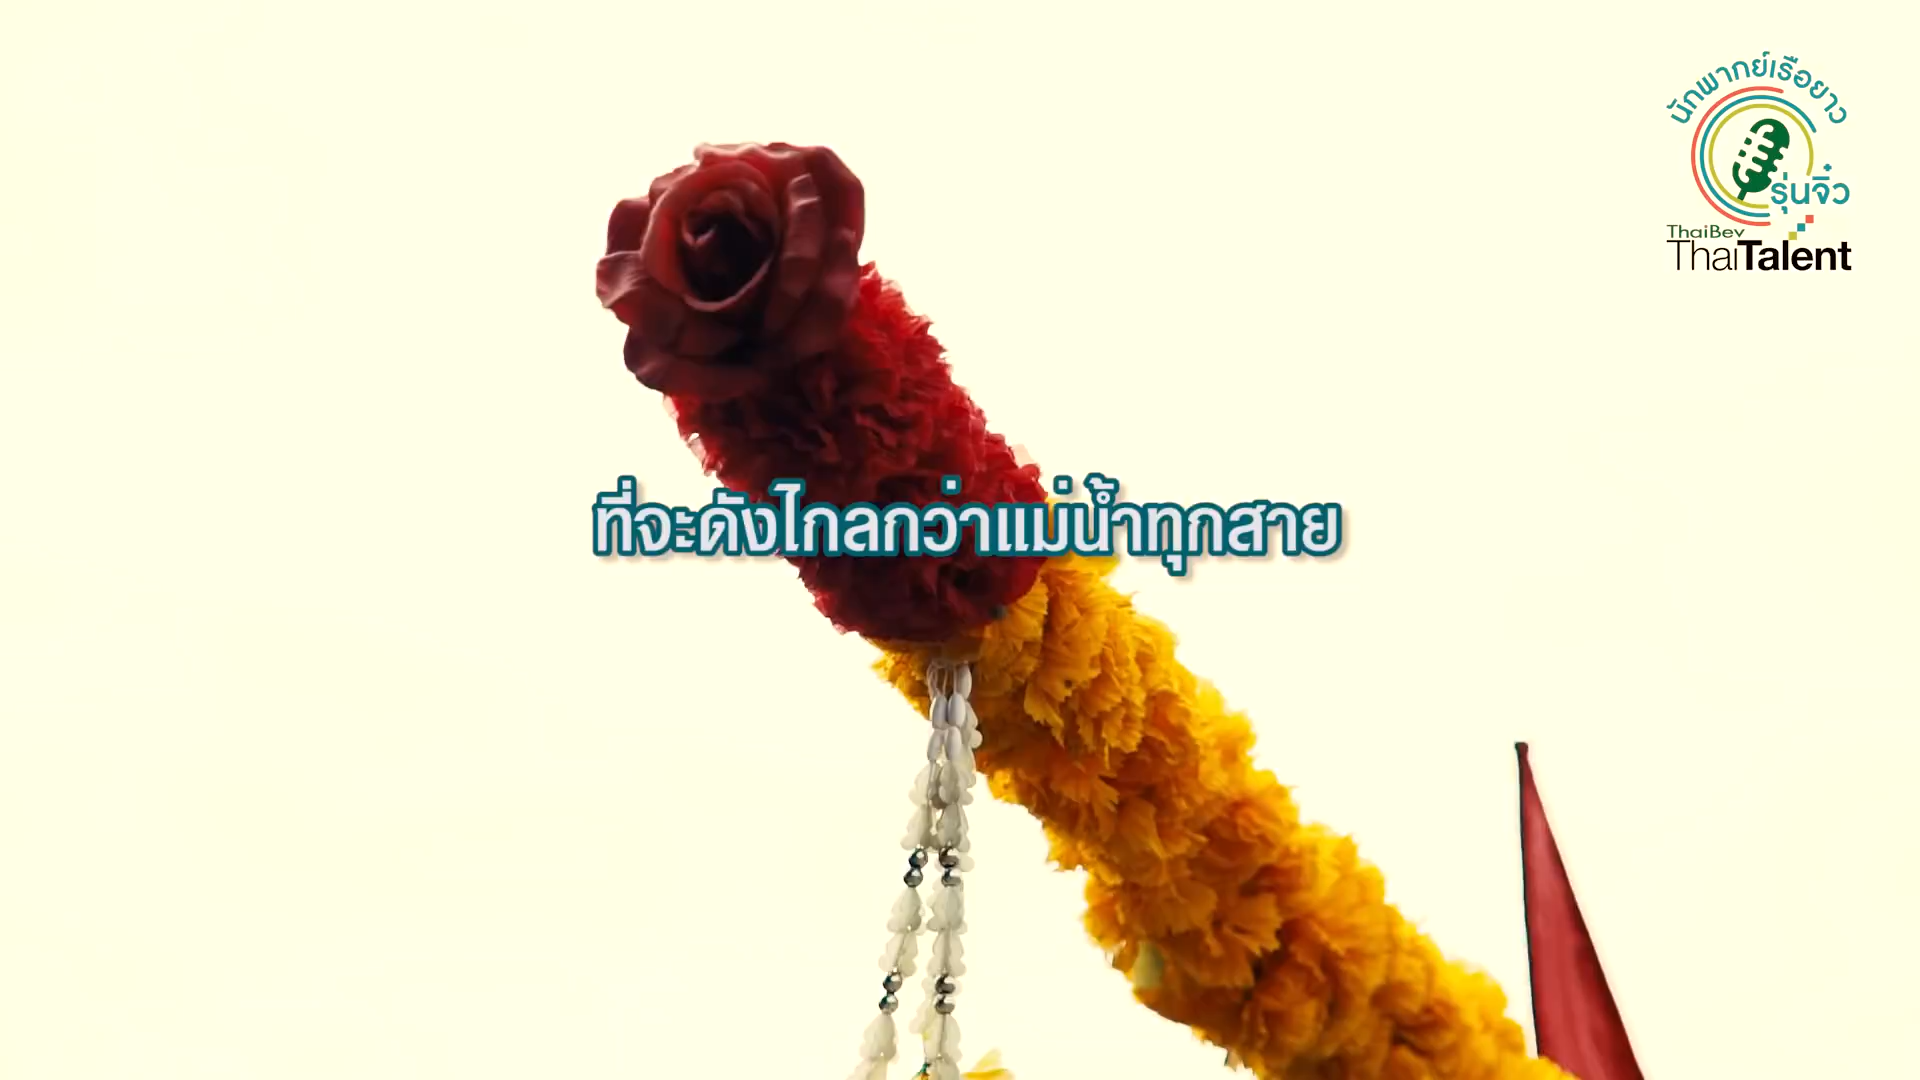 นักพากย์เรือยาว
รุ่นจิ๋ว
ThaiBev
ThaiTalent
ที่จะดังไกลกว่าแม่น้ำทุกสาย